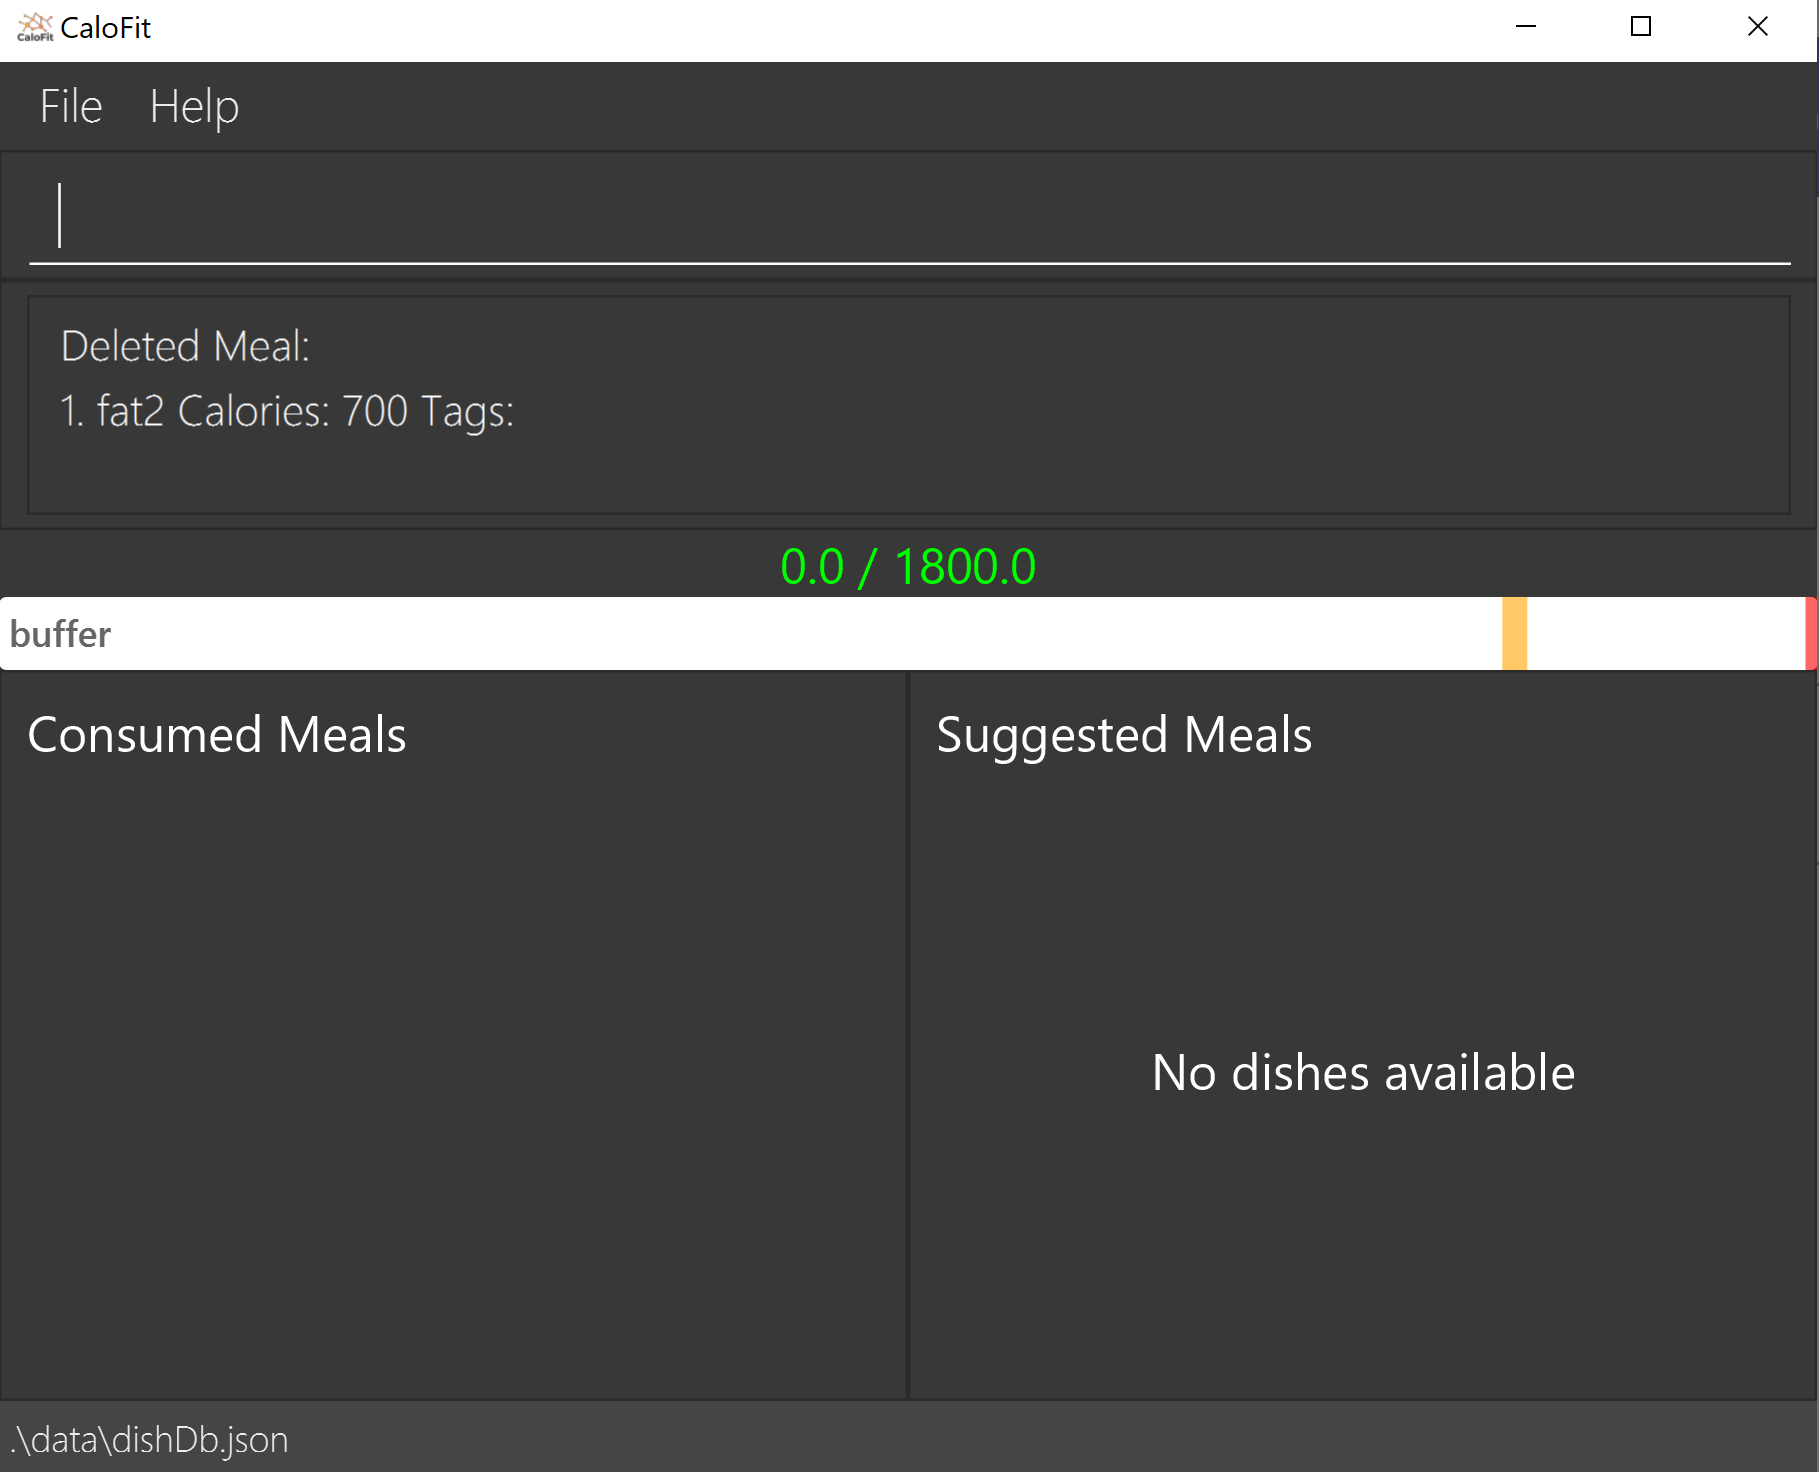 CaloFit CaloFit
File Help
Deleted Meal:
1. fat2 Calories: 700 Tags:
0.0 / 1800.0
buffer
Consumed Meals
Suggested Meals
No dishes available
.\data\dishDb.json